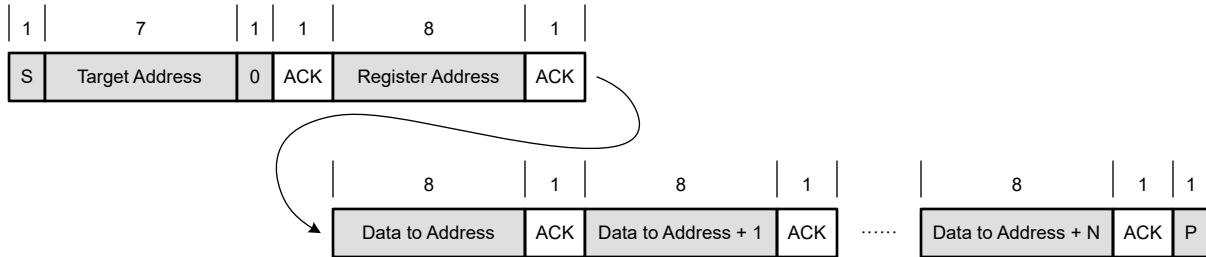 1 7 1 1 8 1
S Target Address 0 ACK Register Address ACK
8 1 8 1 8 1 1
Data to Address ACK Data to Address + 1 ACK ...... Data to Address + N ACK P